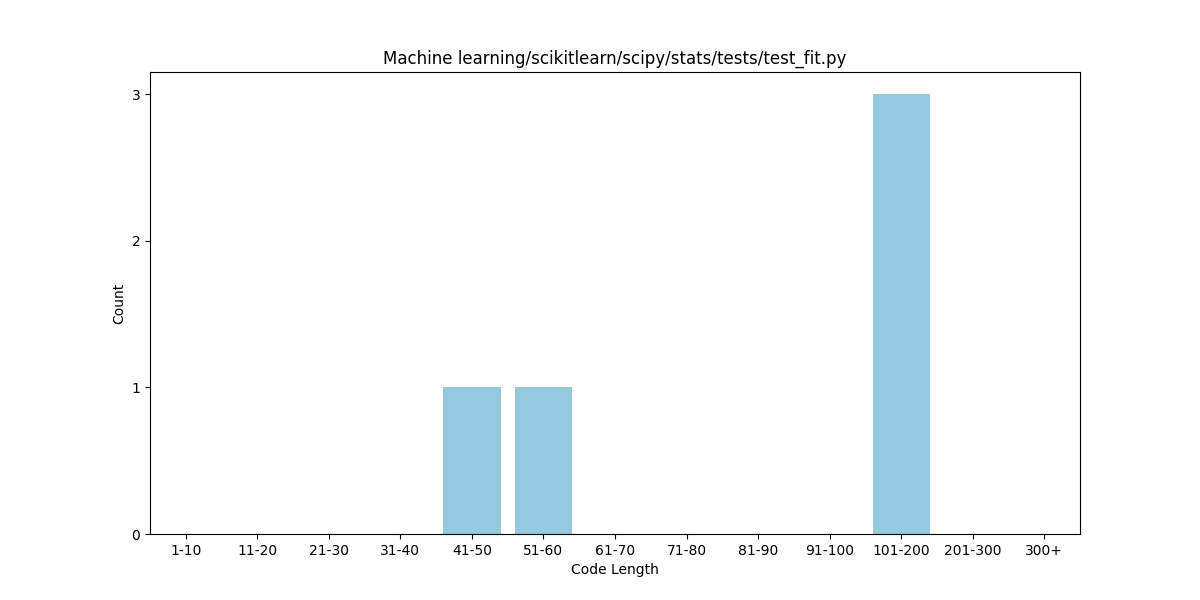 Machine learning/scikitlearn/scipy/stats/tests/test_fit.py
3
2
1
0
Count
1-10 11-20 21-30 31-40 41-50 51-60 61-70 71-80 81-90 91-100 101-200 201-300 300+
Code Length